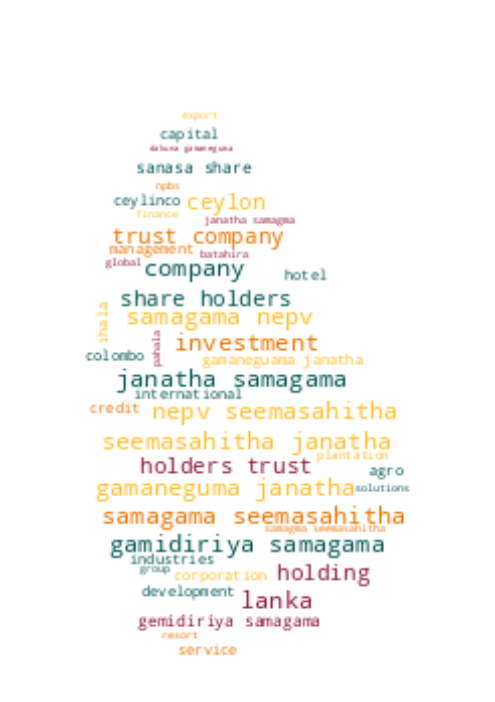 export
capital
dakuna gamaneguma
sanasa share
npbs
ceylinco ceylon
finance
janatha samagma
trust company
management batahira
global company hotel
share holders
ihala samagama nepv
pahala investment
colombo gamaneguama janatha
janatha samagama
international
credit nepv seemasahitha
seemasahitha janatha
plantation
holders trust agro
gamaneguma janatha solutions
samagama seemasahitha
samagma seemasahitha
gamidiriya samagama
industries
group corporation holding
development lanka
gemidiriya samagama
resort
service